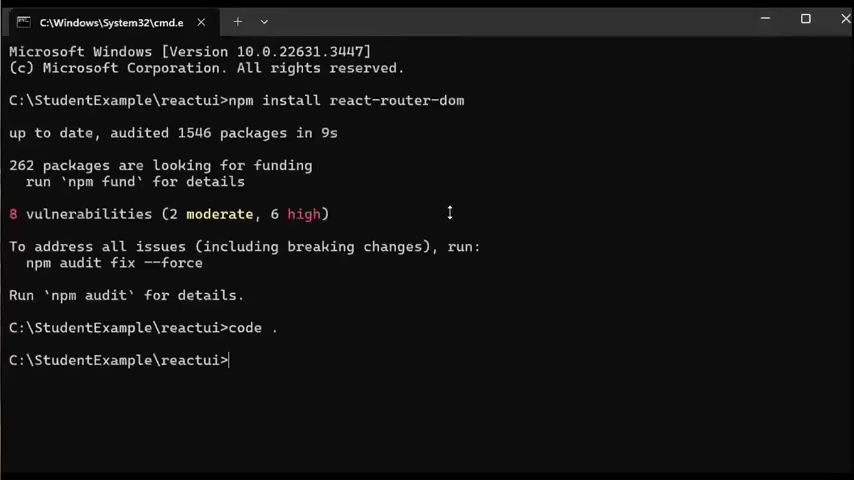 C:\Windows\System32\cmd.e
Microsoft Windows [Version 10.0.22631.3447]
(c) Microsoft Corporation. All rights reserved.
C:\StudentExample\reactui>npm install react-router-dom
up to date, audited 1546 packages in 9s
262 packages are looking for funding
run `npm fund` for details
8 vulnerabilities (2 moderate, 6 high)
To address all issues (including breaking changes), run:
npm audit fix --force
Run `npm audit` for details.
C:\StudentExample\reactui>code .
C:\StudentExample\reactui>